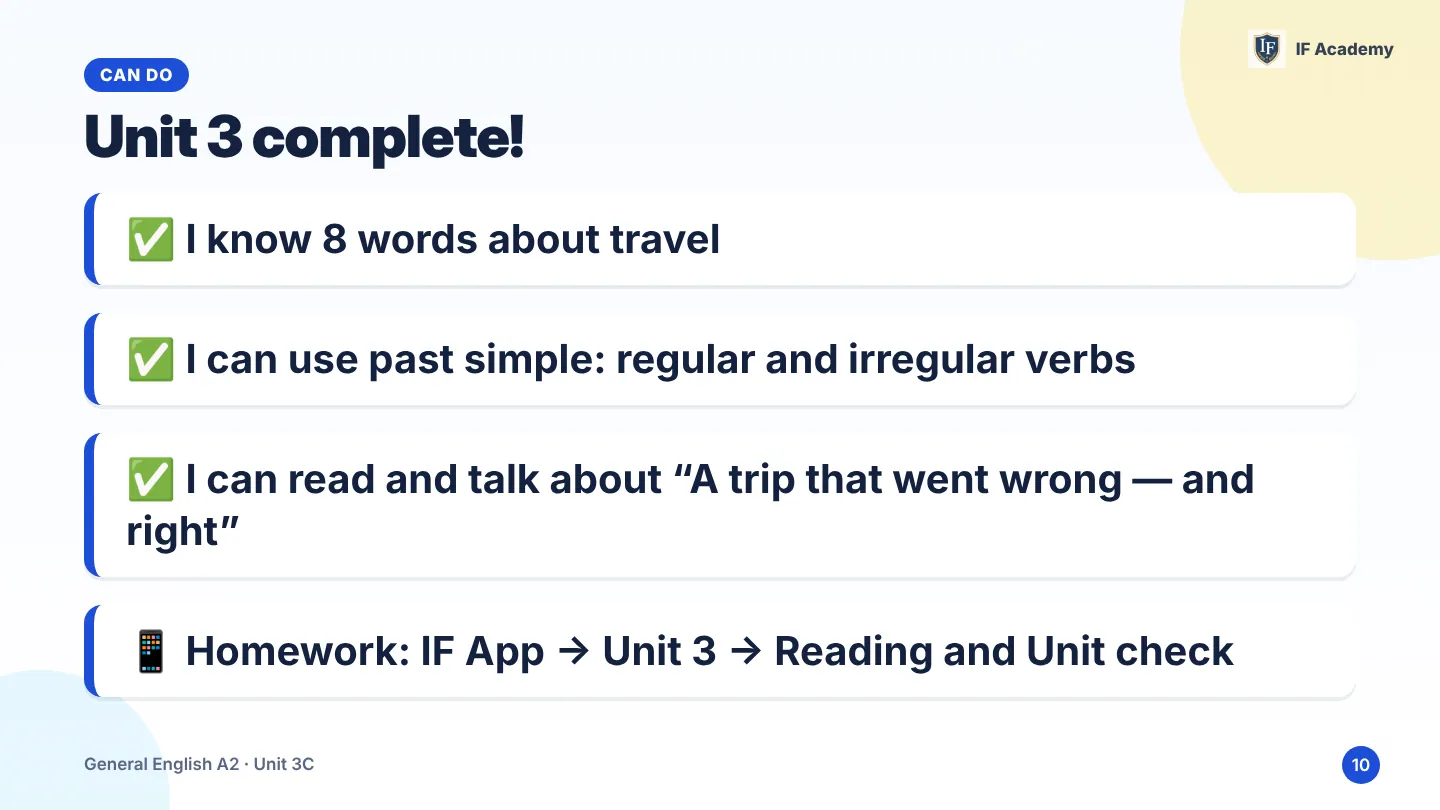 IF Academy
CAN DO
Unit 3 complete!
✅ I know 8 words about travel
✅ I can use past simple: regular and irregular verbs
✅ I can read and talk about “A trip that went wrong — and
right”
📱 Homework: IF App → Unit 3 → Reading and Unit check
General English A2 · Unit 3C
10